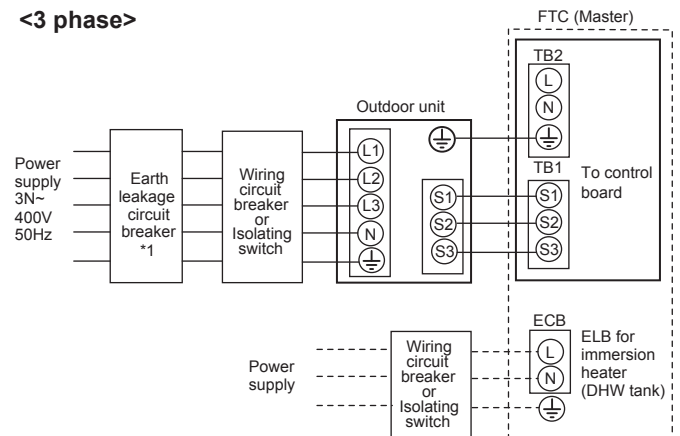 <3 phase>
FTC (Master)
TB2
L
N
Outdoor unit
Power
supply
3N~
400V
50Hz
Earth
leakage
circuit
breaker
*1
Wiring
circuit
breaker
or
Isolating
switch
L1
L2
L3
N
S1
S2
S3
TB1
S1
S2
S3
To control
board
Power
supply
Wiring
circuit
breaker
or
Isolating
switch
ECB
L
N
ELB for
immersion
heater
(DHW tank)